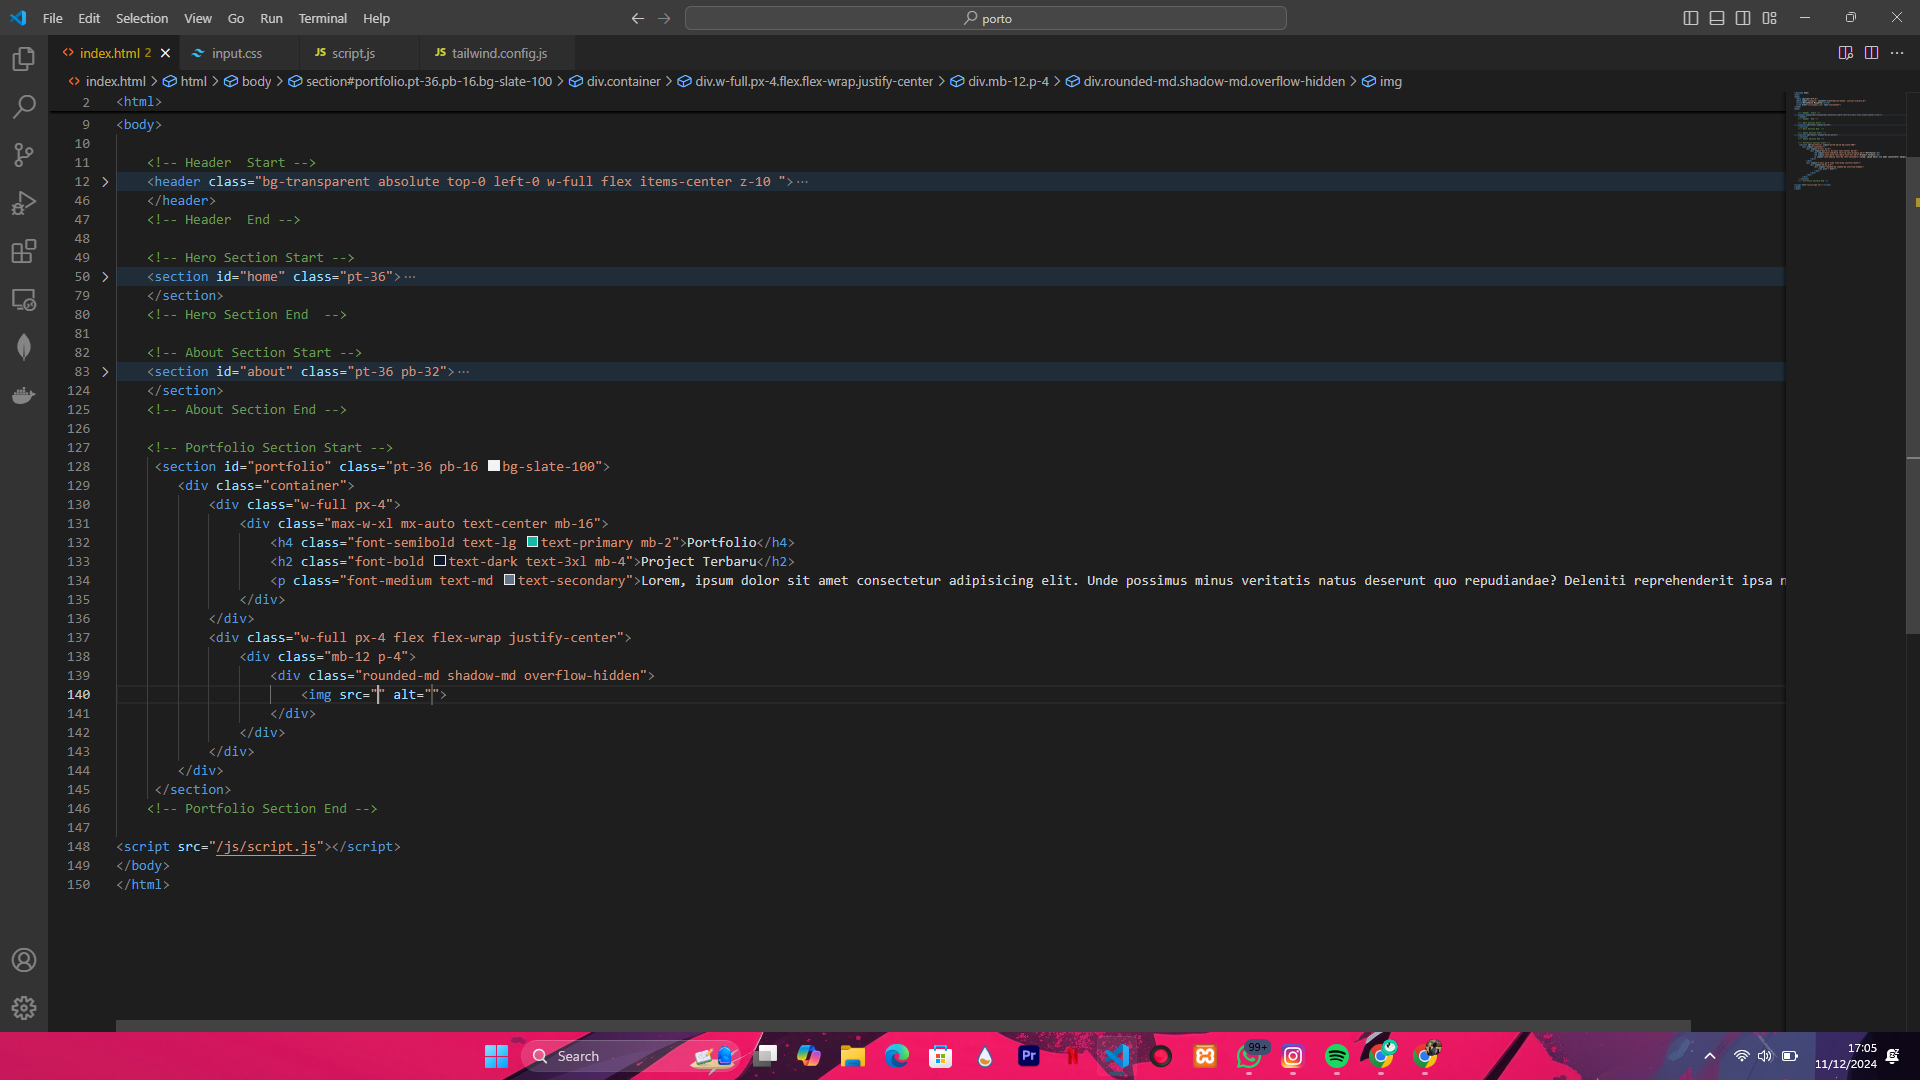 File Edit Selection View Go Run Terminal Help
porto
index.html 2
input.css
JS script.js
JS tailwind.config.js
index.html > html > body > section#portfolio.pt-36.pb-16.bg-slate-100 > div.container > div.w-full.px-4.flex.flex-wrap.justify-center > div.mb-12.p-4 > div.rounded-md.shadow-md.overflow-hidden > img
2 <html>
9 <body>
10
11 <!-- Header  Start -->
12 <header class="bg-transparent absolute top-0 left-0 w-full flex items-center z-10 ">···
46 </header>
47 <!-- Header  End -->
48
49 <!-- Hero Section Start -->
50 <section id="home" class="pt-36">···
79 </section>
80 <!-- Hero Section End  -->
81
82 <!-- About Section Start -->
83 <section id="about" class="pt-36 pb-32">···
124 </section>
125 <!-- About Section End -->
126
127 <!-- Portfolio Section Start -->
128 <section id="portfolio" class="pt-36 pb-16 bg-slate-100">
129 <div class="container">
130 <div class="w-full px-4">
131 <div class="max-w-xl mx-auto text-center mb-16">
132 <h4 class="font-semibold text-lg text-primary mb-2">Portfolio</h4>
133 <h2 class="font-bold text-dark text-3xl mb-4">Project Terbaru</h2>
134 <p class="font-medium text-md text-secondary">Lorem, ipsum dolor sit amet consectetur adipisicing elit. Unde possimus minus veritatis natus deserunt quo repudiandae? Deleniti reprehenderit ipsa n
135 </div>
136 </div>
137 <div class="w-full px-4 flex flex-wrap justify-center">
138 <div class="mb-12 p-4">
139 <div class="rounded-md shadow-md overflow-hidden">
140 <img src="" alt="">
141 </div>
142 </div>
143 </div>
144 </div>
145 </section>
146 <!-- Portfolio Section End -->
147
148 <script src="/js/script.js"></script>
149 </body>
150 </html>
Search
Pr
99+
17:05
11/12/2024